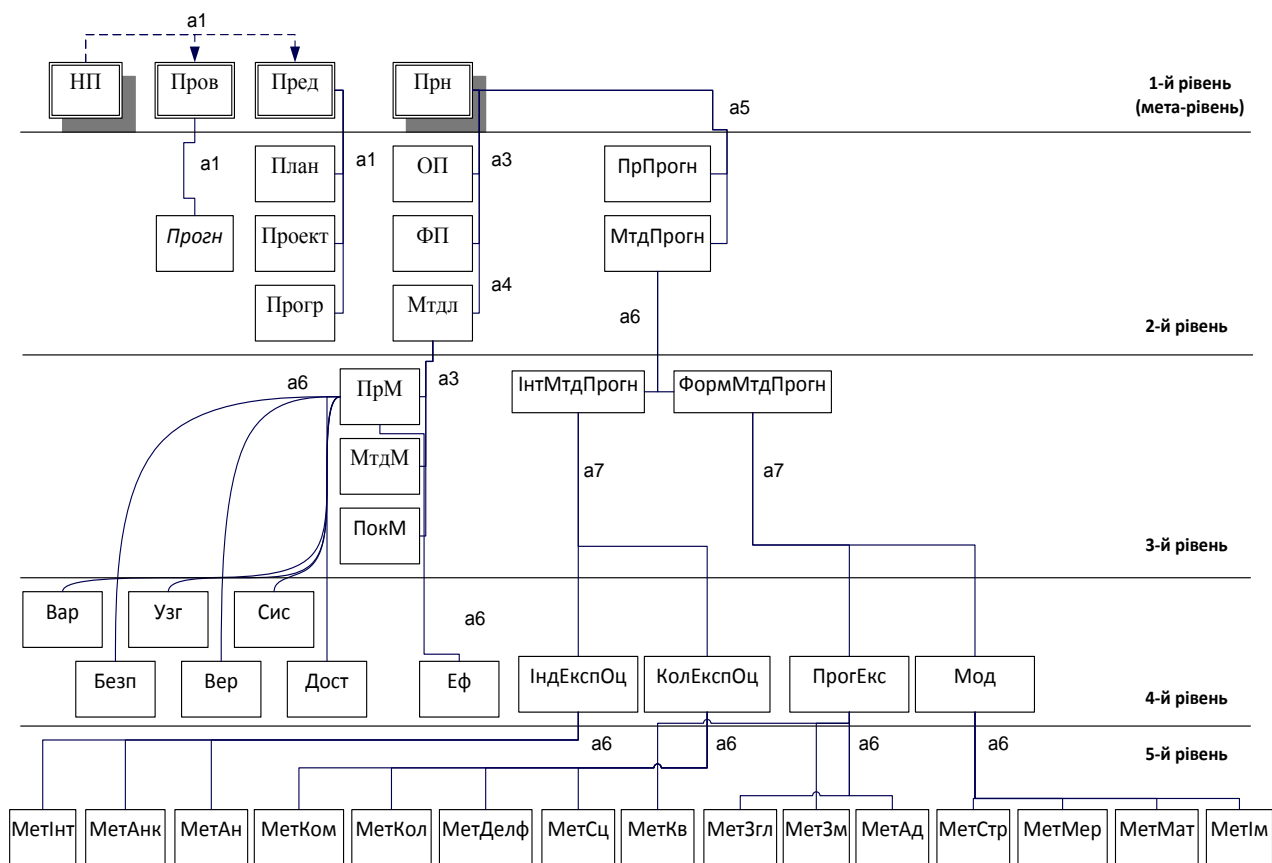 а1
НП
Пров
Пред
Прн
1-й рівень
(мета-рівень)
а5
а1
План
а1
ОП
а3
ПрПрогн
Прогн
Проект
ФП
МтдПрогн
Прогр
Мтдл
а4
а6
2-й рівень
а6
ПрМ
а3
ІнтМтдПрогн
ФормМтдПрогн
МтдМ
а7
а7
ПокМ
3-й рівень
Вар
Узг
Сис
а6
Безп
Вер
Дост
Еф
ІндЕкспОц
КолЕкспОц
ПрогЕкс
Мод
4-й рівень
а6
а6
а6
а6
5-й рівень
МетІнт
МетАнк
МетАн
МетКом
МетКол
МетДелф
МетСц
МетКв
МетЗгл
МетЗм
МетАд
МетСтр
МетМер
МетМат
МетІм